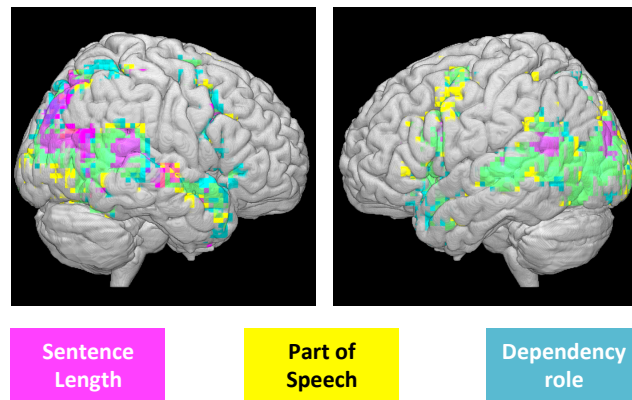 Sentence
Length
Part of
Speech
Dependency
role